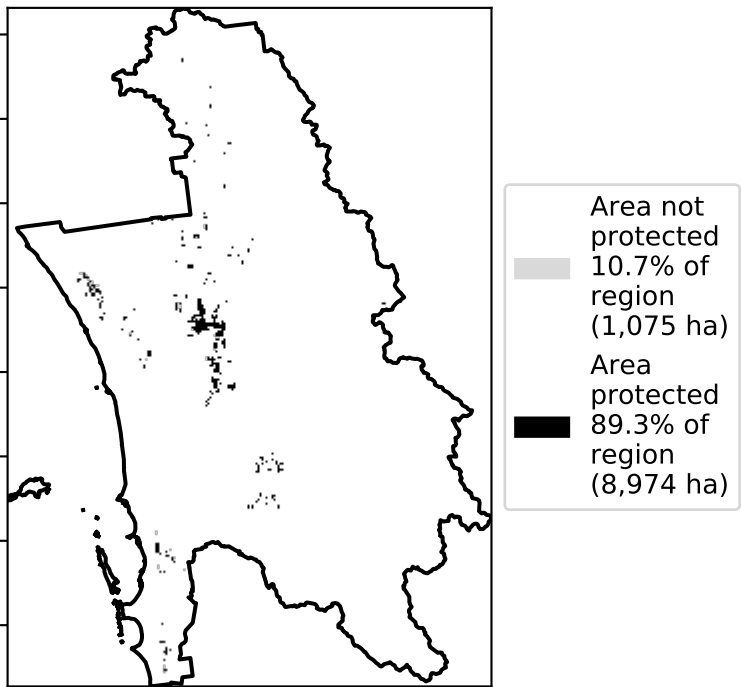 Area not
protected
10.7% of
region
(1,075 ha)
Area
protected
89.3% of
region
(8,974 ha)